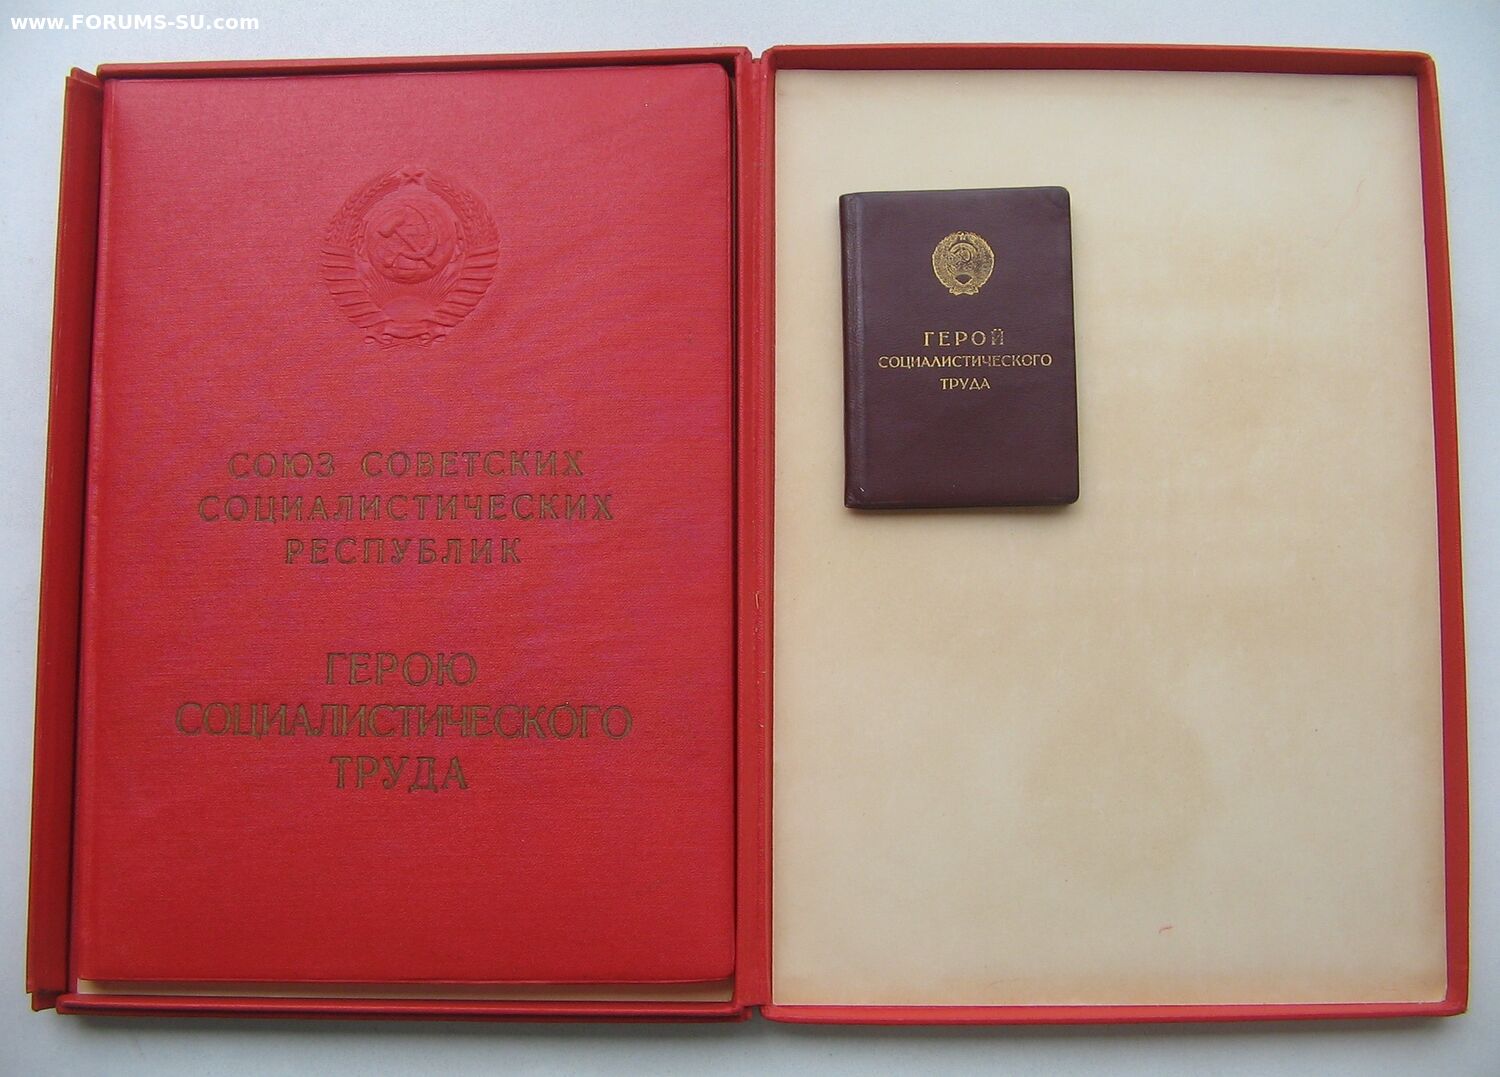 www.FORUMS-SU.com
СОЮЗ СОВЕТСКИХ
СОЦИАЛИСТИЧЕСКИХ
РЕСПУБЛИК
ГЕРОЮ
СОЦИАЛИСТИЧЕСКОГО
ТРУДА
ГЕРОЙ
СОЦИАЛИСТИЧЕСКОГО
ТРУДА